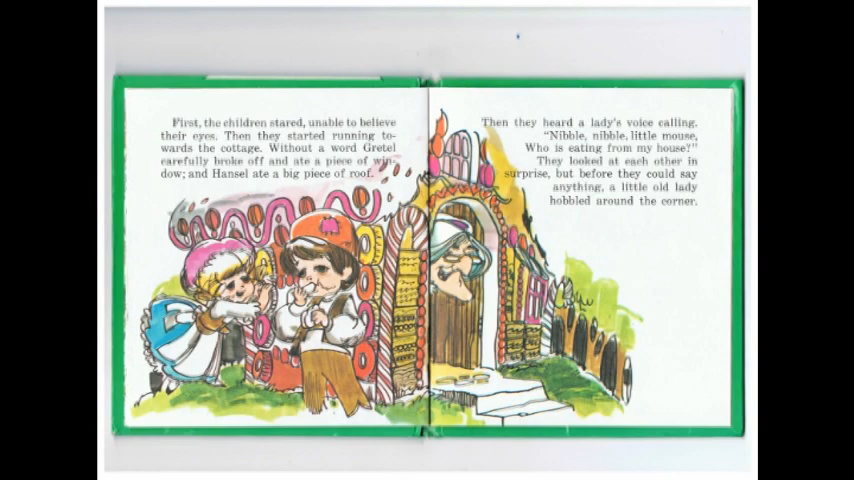 First, the children stared, unable to believe
their eyes. Then they started running to-
wards the cottage. Without a word Gretel
carefully broke off and ate a piece of win-
dow; and Hansel ate a big piece of roof.
Then they heard a lady's voice calling.
"Nibble, nibble, little mouse,
Who is eating from my house?"
They looked at each other in
surprise, but before they could say
anything, a little old lady
hobbled around the corner.